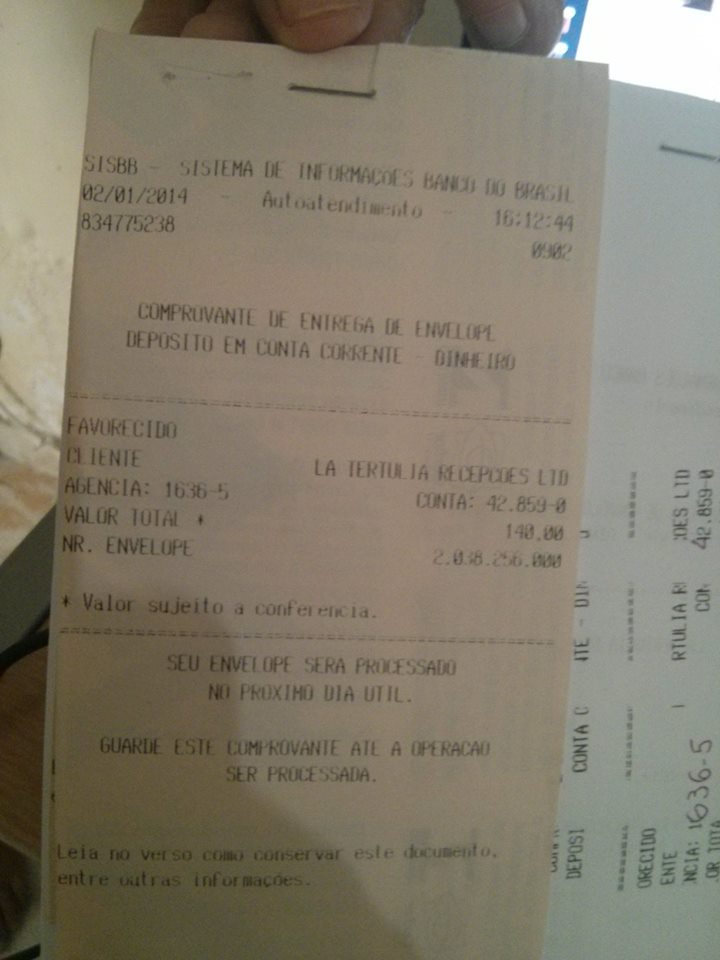 SISBB - SISTEMA DE INFORMAÇOES BANCO DO BRASIL
02/01/2014 - Autoatendimento - 16:12:44
834775238 0902
COMPROVANTE DE ENTREGA DE ENVELOPE
DEPOSITO EM CONTA CORRENTE - DINHEIRO
FAVORECIDO
CLIENTE LA TERTULIA RECEPCOES LTD
AGENCIA: 1636-5 CONTA: 42.859-0
VALOR TOTAL * 140,00
NR. ENVELOPE 2.038.256.000
* Valor sujeito a conferencia.
SEU ENVELOPE SERA PROCESSADO
NO PROXIMO DIA UTIL.
GUARDE ESTE COMPROVANTE ATE A OPERACAO
SER PROCESSADA.
Leia no verso como conservar este documento,
entre outras informações.
DEPOSI CONTA C NTE - DIN
ORECIDO
ENTE RTULIA RE ÇOES LTD
NCIA: 1636-5 CON 42.859-0
OR TOTA